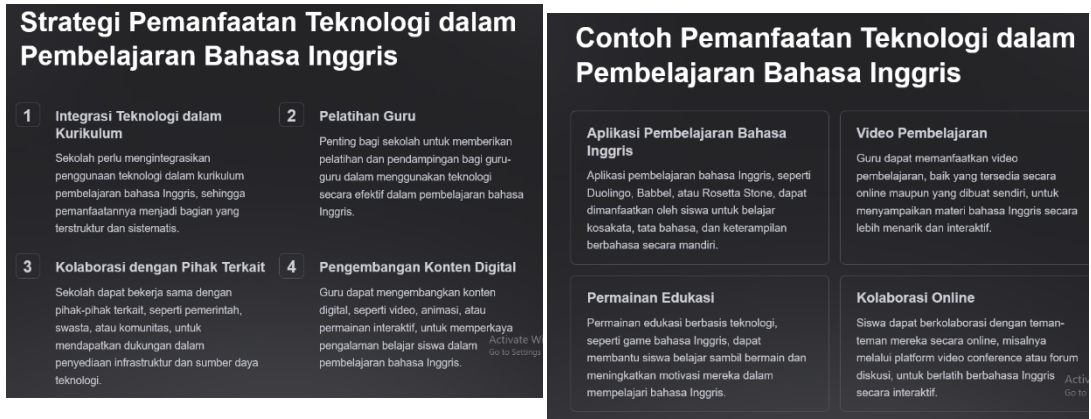 Strategi Pemanfaatan Teknologi dalam
Pembelajaran Bahasa Inggris
1
Integrasi Teknologi dalam
Kurikulum
Sekolah perlu mengintegrasikan
penggunaan teknologi dalam kurikulum
pembelajaran bahasa Inggris, sehingga
pemanfaatannya menjadi bagian yang
terstruktur dan sistematis.
2
Pelatihan Guru
Penting bagi sekolah untuk memberikan
pelatihan dan pendampingan bagi guru-
guru dalam menggunakan teknologi
secara efektif dalam pembelajaran bahasa
Inggris.
3
Kolaborasi dengan Pihak Terkait
Sekolah dapat bekerja sama dengan
pihak-pihak terkait, seperti pemerintah,
swasta, atau komunitas, untuk
mendapatkan dukungan dalam
penyediaan infrastruktur dan sumber daya
teknologi.
4
Pengembangan Konten Digital
Guru dapat mengembangkan konten
digital, seperti video, animasi, atau
permainan interaktif, untuk memperkaya
pengalaman belajar siswa dalam
pembelajaran bahasa Inggris.
Activate Wi
Go to Settings
Contoh Pemanfaatan Teknologi dalam
Pembelajaran Bahasa Inggris
Aplikasi Pembelajaran Bahasa
Inggris
Aplikasi pembelajaran bahasa Inggris, seperti
Duolingo, Babbel, atau Rosetta Stone, dapat
dimanfaatkan oleh siswa untuk belajar
kosakata, tata bahasa, dan keterampilan
berbahasa secara mandiri.
Video Pembelajaran
Guru dapat memanfaatkan video
pembelajaran, baik yang tersedia secara
online maupun yang dibuat sendiri, untuk
menyampaikan materi bahasa Inggris secara
lebih menarik dan interaktif.
Permainan Edukasi
Permainan edukasi berbasis teknologi,
seperti game bahasa Inggris, dapat
membantu siswa belajar sambil bermain dan
meningkatkan motivasi mereka dalam
mempelajari bahasa Inggris.
Kolaborasi Online
Siswa dapat berkolaborasi dengan teman-
teman mereka secara online, misalnya
melalui platform video conference atau forum
diskusi, untuk berlatih berbahasa Inggris
secara interaktif.
Activ
Go to